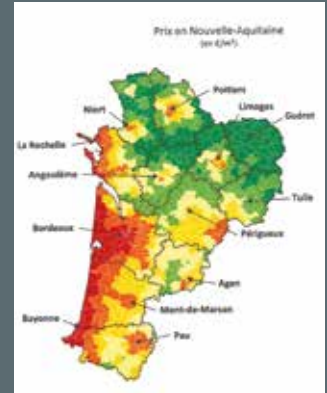 Prix en Nouvelle-Aquitaine
(en €/m²)
Poitiers
Niort
Limoges
Guéret
La Rochelle
Angoulème
Tulle
Bordeaux
Périgueux
Agen
Mont-de-Marsan
Bayonne
Pau